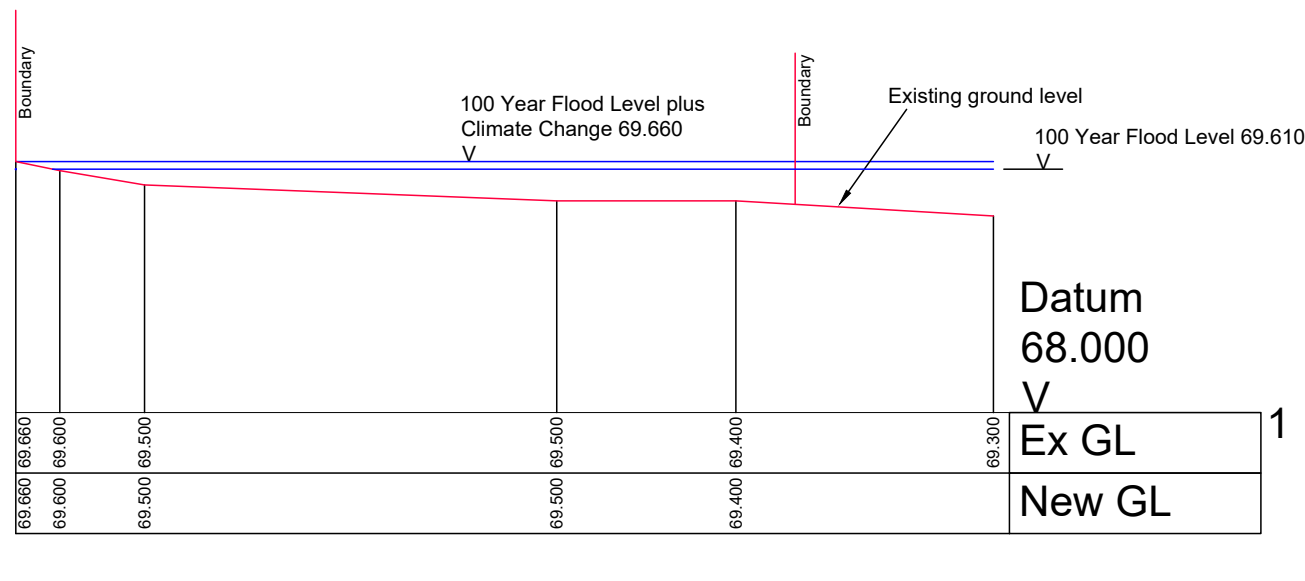 Boundary
100 Year Flood Level plus
Climate Change 69.660
V
Boundary
Existing ground level
100 Year Flood Level 69.610
V
Datum
68.000
V
1
69.660 69.600 69.500 69.500 69.400 69.300 Ex GL
69.660 69.600 69.500 69.500 69.400 New GL